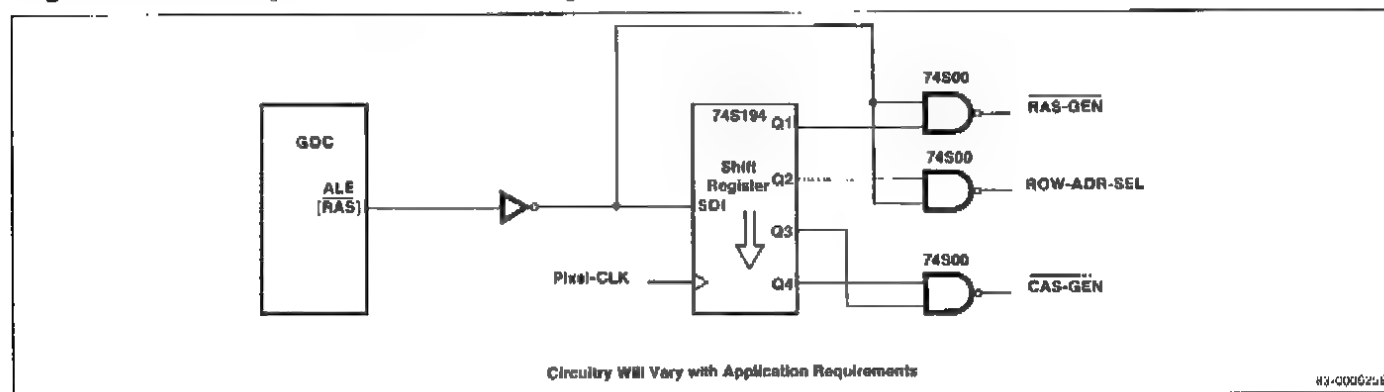 GDC
ALE
[RAS]
Pixel-CLK
74S194
Q1
Shift
Register
Q2
SDI
Q3
Q4
74S00
RAS-GEN
74S00
ROW-ADR-SEL
74S00
CAS-GEN
Circuitry Will Vary with Application Requirements